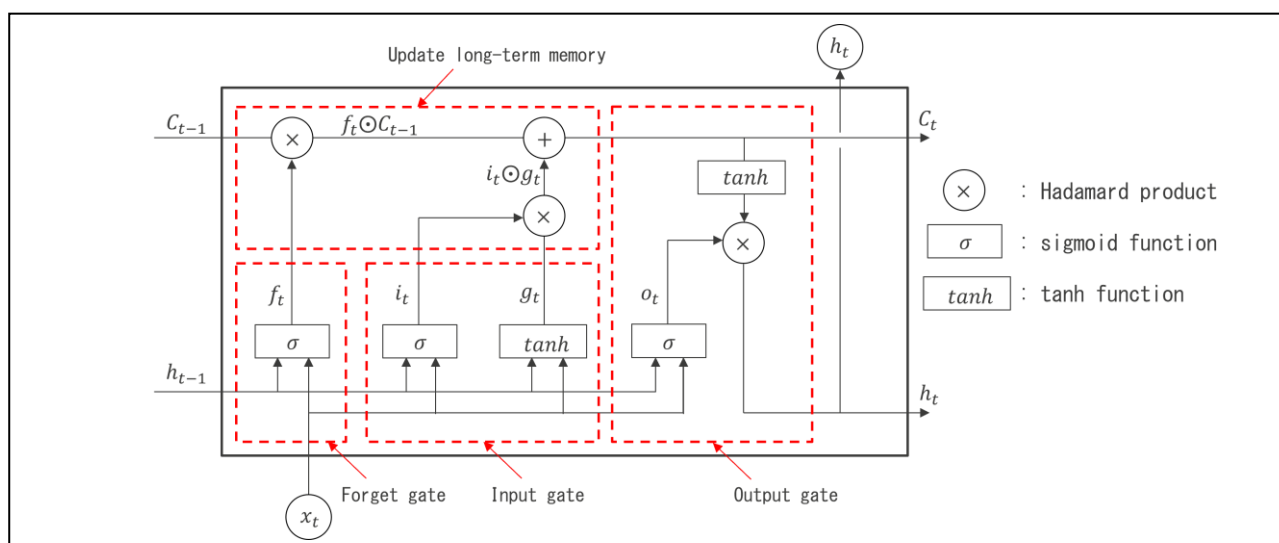 Update long-term memory
h_t
C_{t-1}
×
f_t⊙C_{t-1}
+
C_t
i_t⊙g_t
tanh
×
×
× : Hadamard product
σ : sigmoid function
tanh : tanh function
f_t
i_t
g_t
o_t
σ
σ
tanh
σ
h_{t-1}
h_t
Forget gate
Input gate
Output gate
x_t